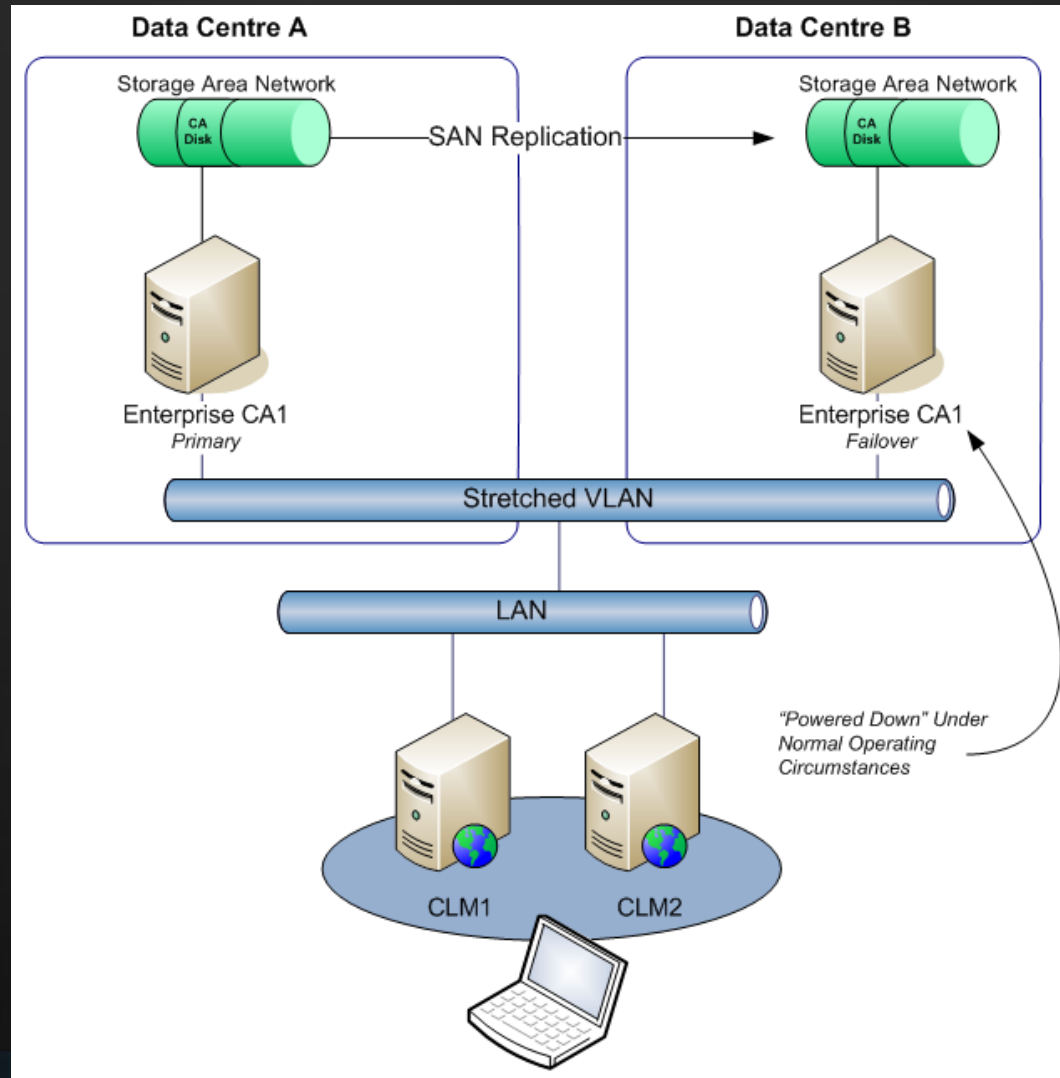 Data Centre A
Data Centre B
Storage Area Network
CA
Disk
SAN Replication
Storage Area Network
CA
Disk
Enterprise CA1
Primary
Enterprise CA1
Failover
Stretched VLAN
LAN
"Powered Down" Under
Normal Operating
Circumstances
CLM1
CLM2